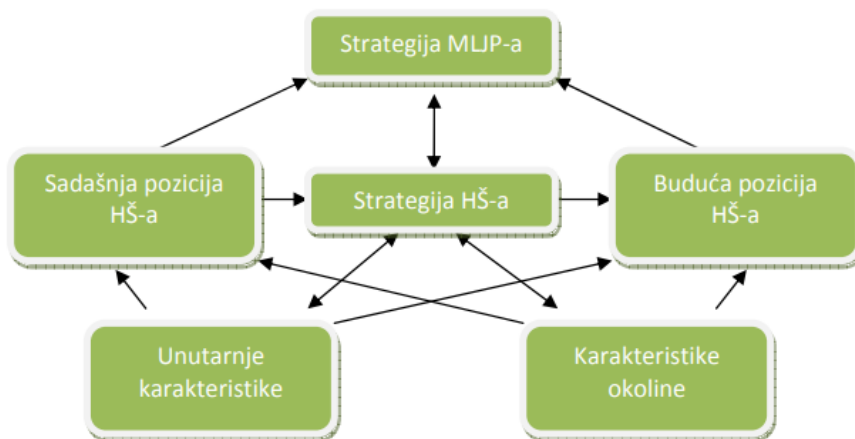 Strategija MLJP-a
Sadašnja pozicija
HŠ-a
Strategija HŠ-a
Buduća pozicija
HŠ-a
Unutarnje
karakteristike
Karakteristike
okoline